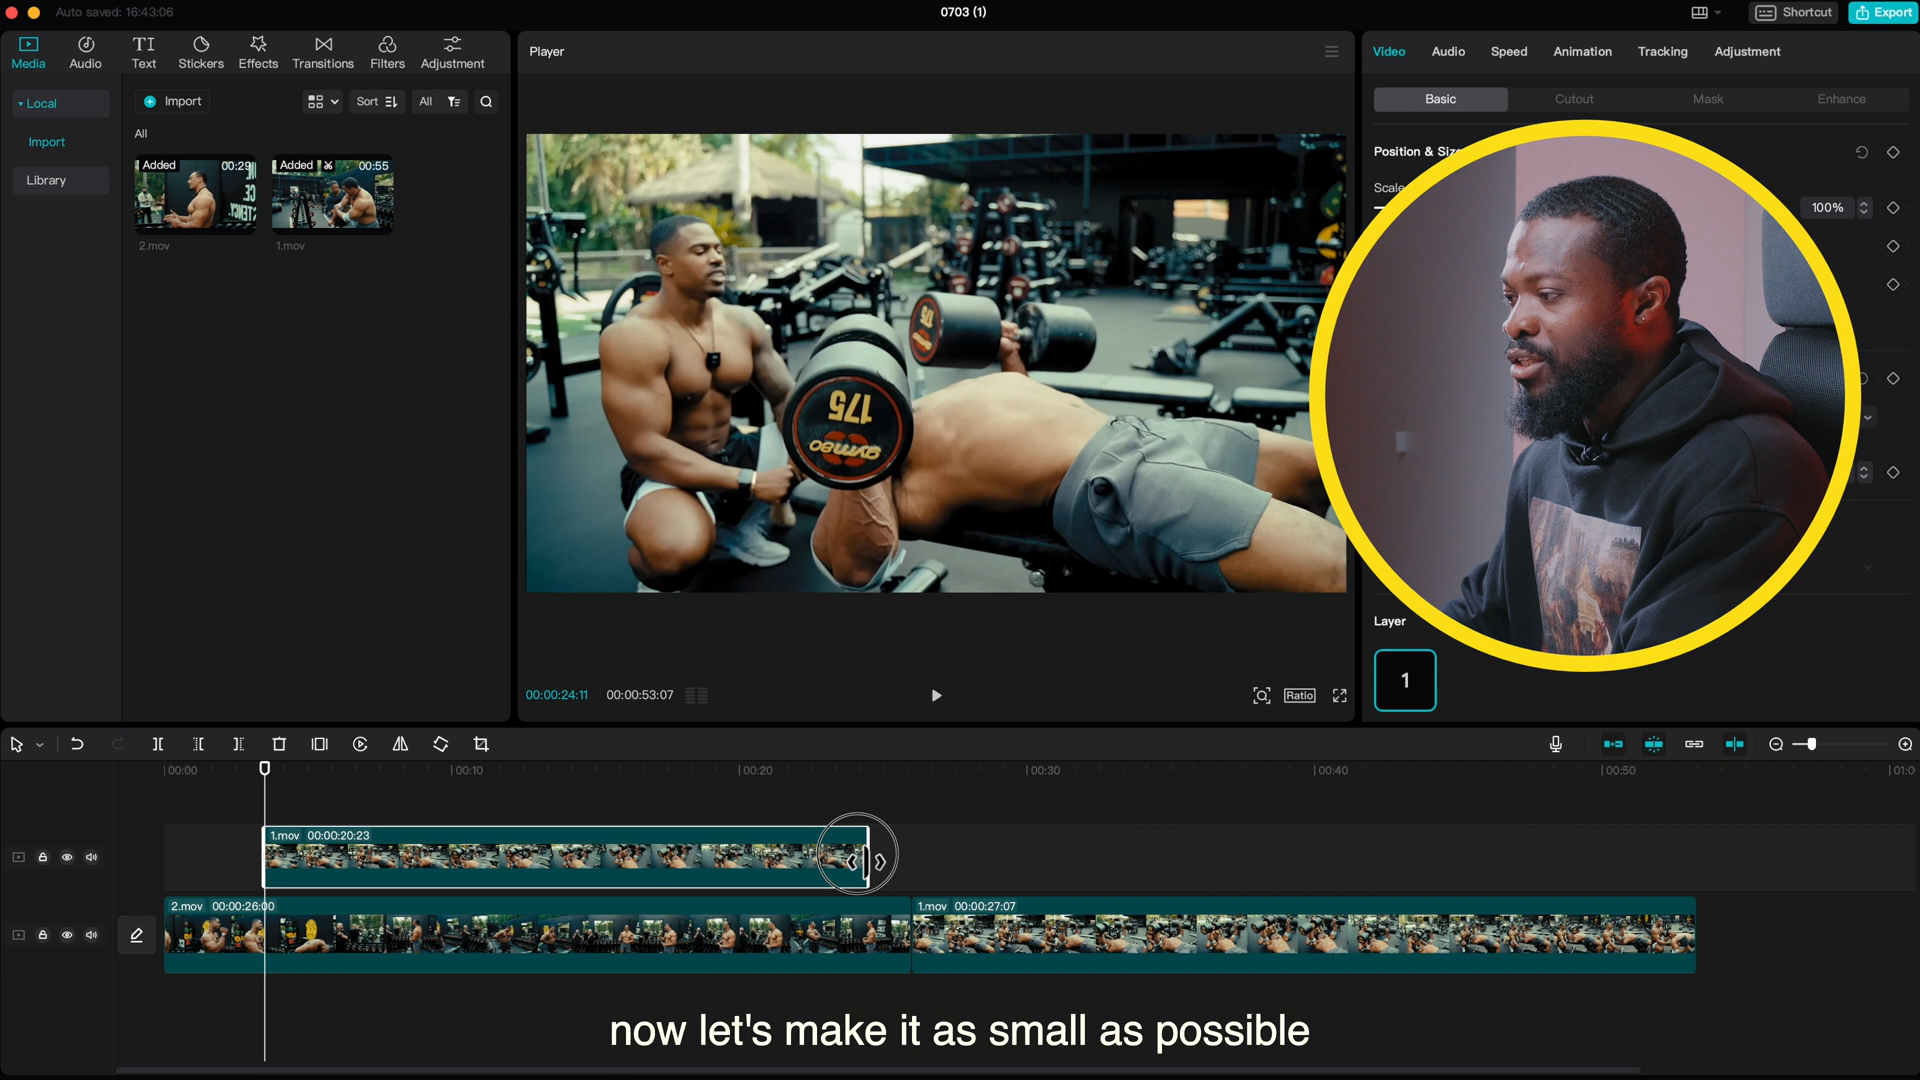 Auto saved: 16:43:06
0703 (1)
Shortcut
Export
Media
Audio
TI
Text
Stickers
Effects
Transitions
Filters
Adjustment
Local
Import
Library
Import
Sort
All
All
Added
00:29
2.mov
Added
00:55
1.mov
Player
175
gymbo
175
00:00:24:11
00:00:53:07
Ratio
Video
Audio
Speed
Animation
Tracking
Adjustment
Basic
Cutout
Mask
Enhance
Position & Siz
Scale
100%
Layer
1
00:00
00:10
00:20
00:30
00:40
00:50
01:0
1.mov 00:00:20:23
2.mov 00:00:26:00
1.mov 00:00:27:07
now let's make it as small as possible